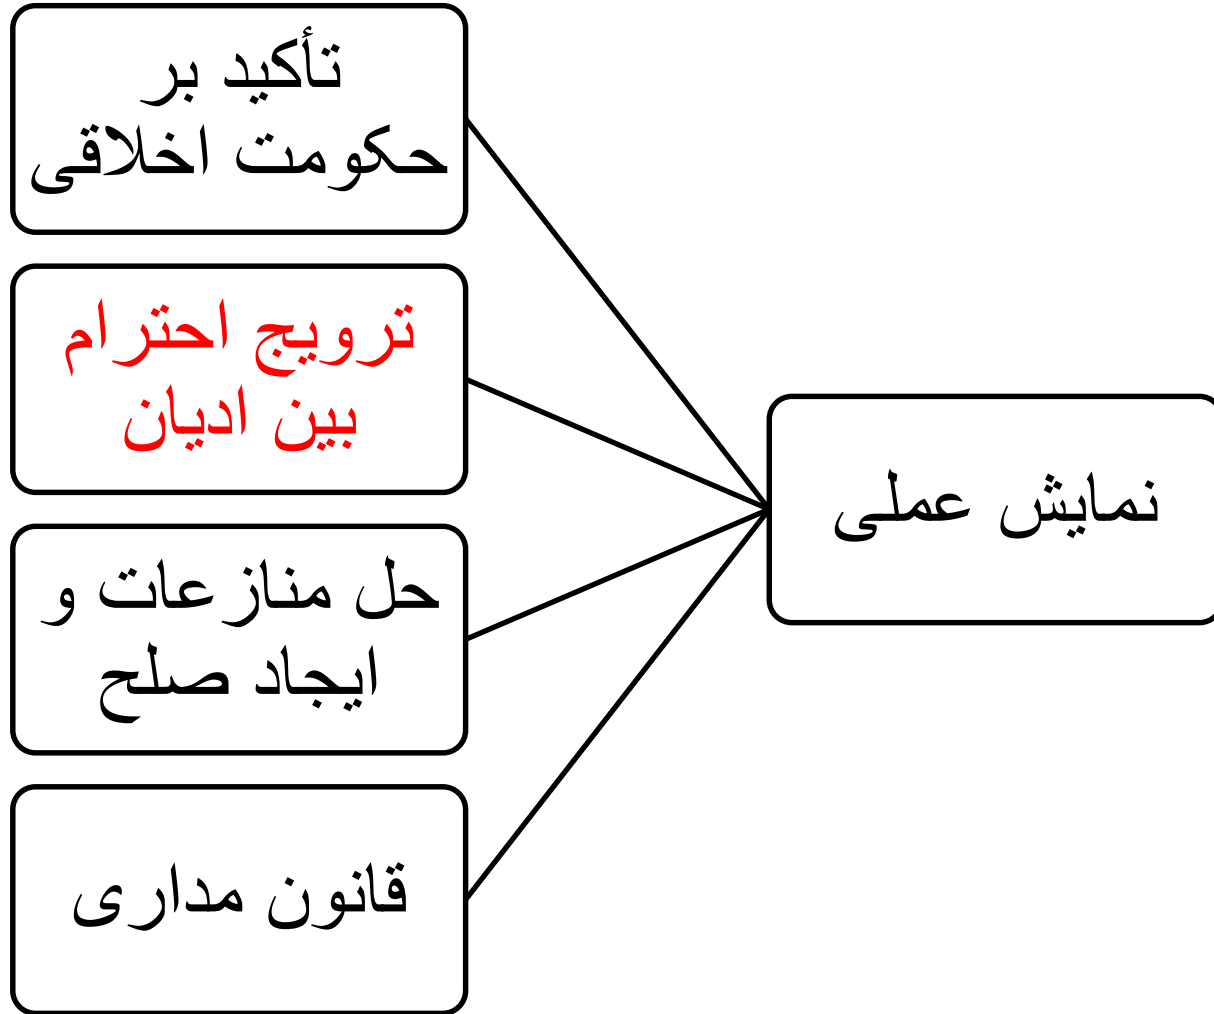 تأکید بر
حکومت اخلاقی
ترویج احترام
بین ادیان
نمایش عملی
حل منازعات و
ایجاد صلح
قانون مداری